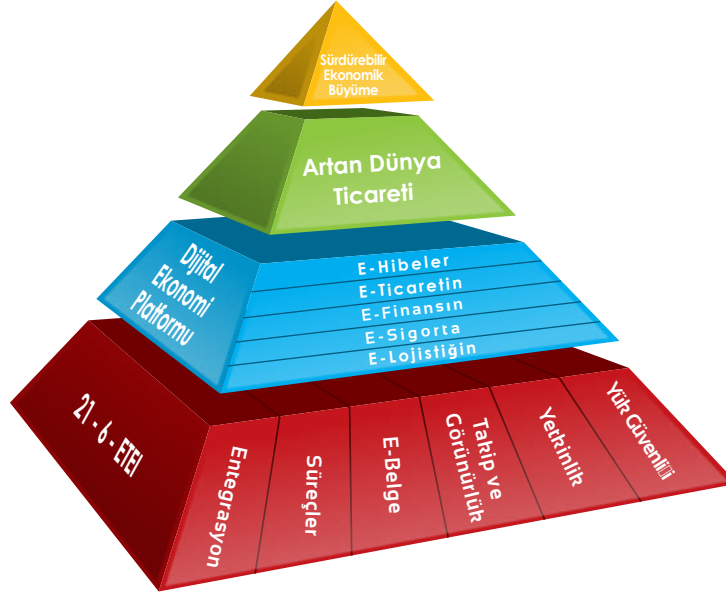 Sürdürebilir
Ekonomik
Büyüme
Artan Dünya
Ticareti
Dijital
Ekonomi
Platformu
E-Hibeler
E-Ticaretin
E-Finansın
E-Sigorta
E-Lojistiğin
21 - 6 - ETEI
Entegrasyon
Süreçler
E-Belge
Takip ve
Görünürlük
Yetkinlik
Yük